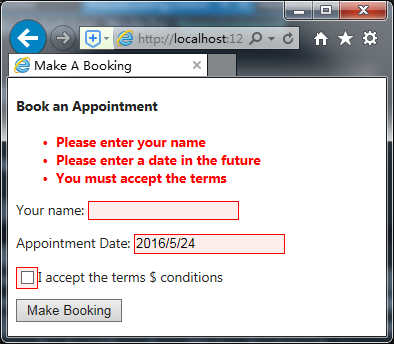 http://localhost:12
Make A Booking
Book an Appointment
Please enter your name
Please enter a date in the future
You must accept the terms
Your name:
Appointment Date: 2016/5/24
I accept the terms $ conditions
Make Booking